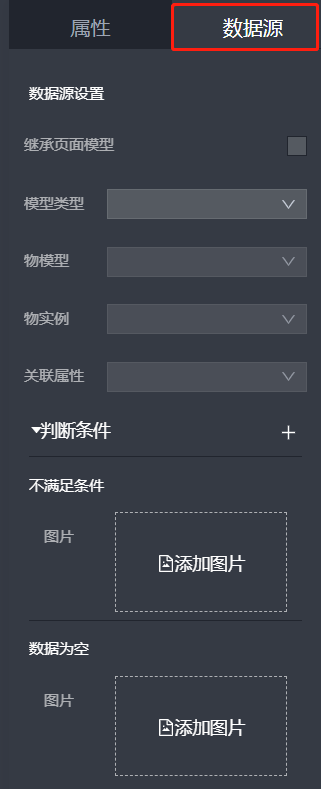 属性 数据源
数据源设置
继承页面模型
模型类型
物模型
物实例
关联属性
判断条件
不满足条件
图片
添加图片
数据为空
图片
添加图片